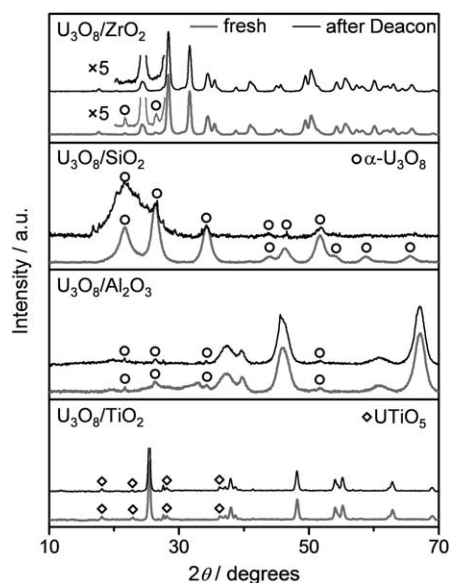 U₃O₈/ZrO₂
fresh
after Deacon
×5
×5
U₃O₈/SiO₂
α-U₃O₈
U₃O₈/Al₂O₃
U₃O₈/TiO₂
UTiO₅
Intensity / a.u.
10 30 50 70
2θ / degrees